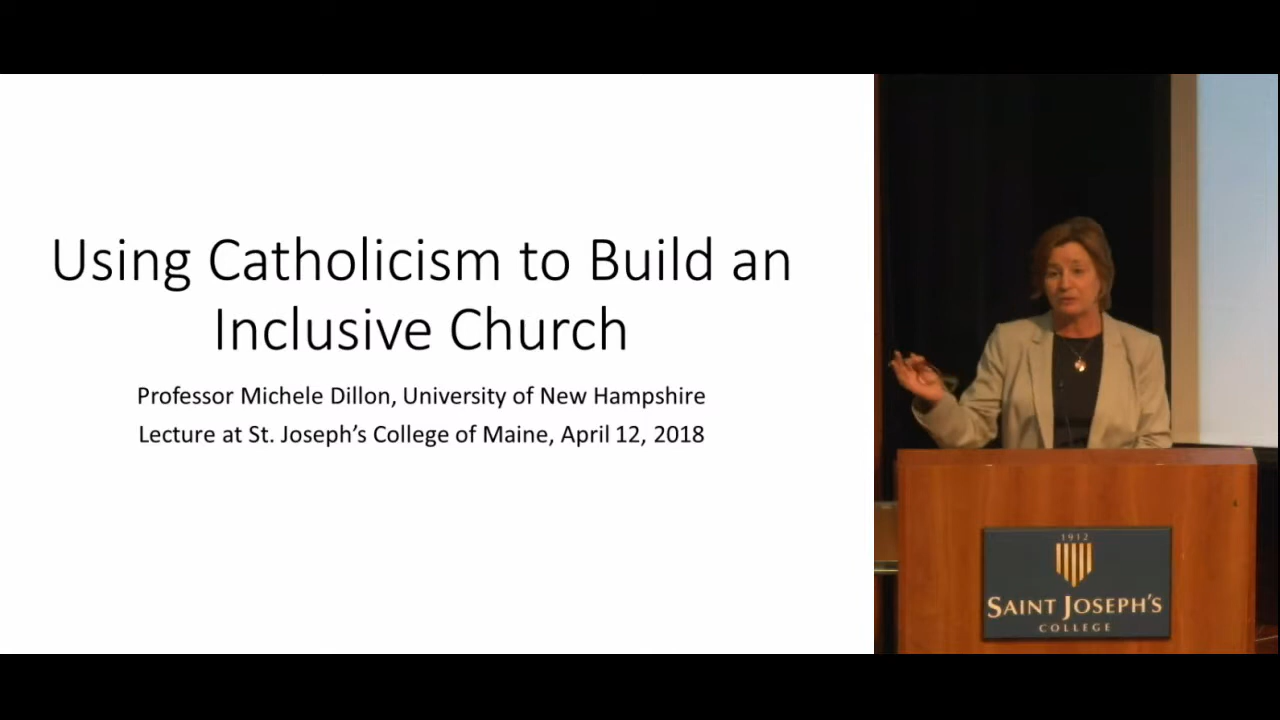 Using Catholicism to Build an
Inclusive Church
Professor Michele Dillon, University of New Hampshire
Lecture at St. Joseph’s College of Maine, April 12, 2018
1912
SAINT JOSEPH'S
COLLEGE